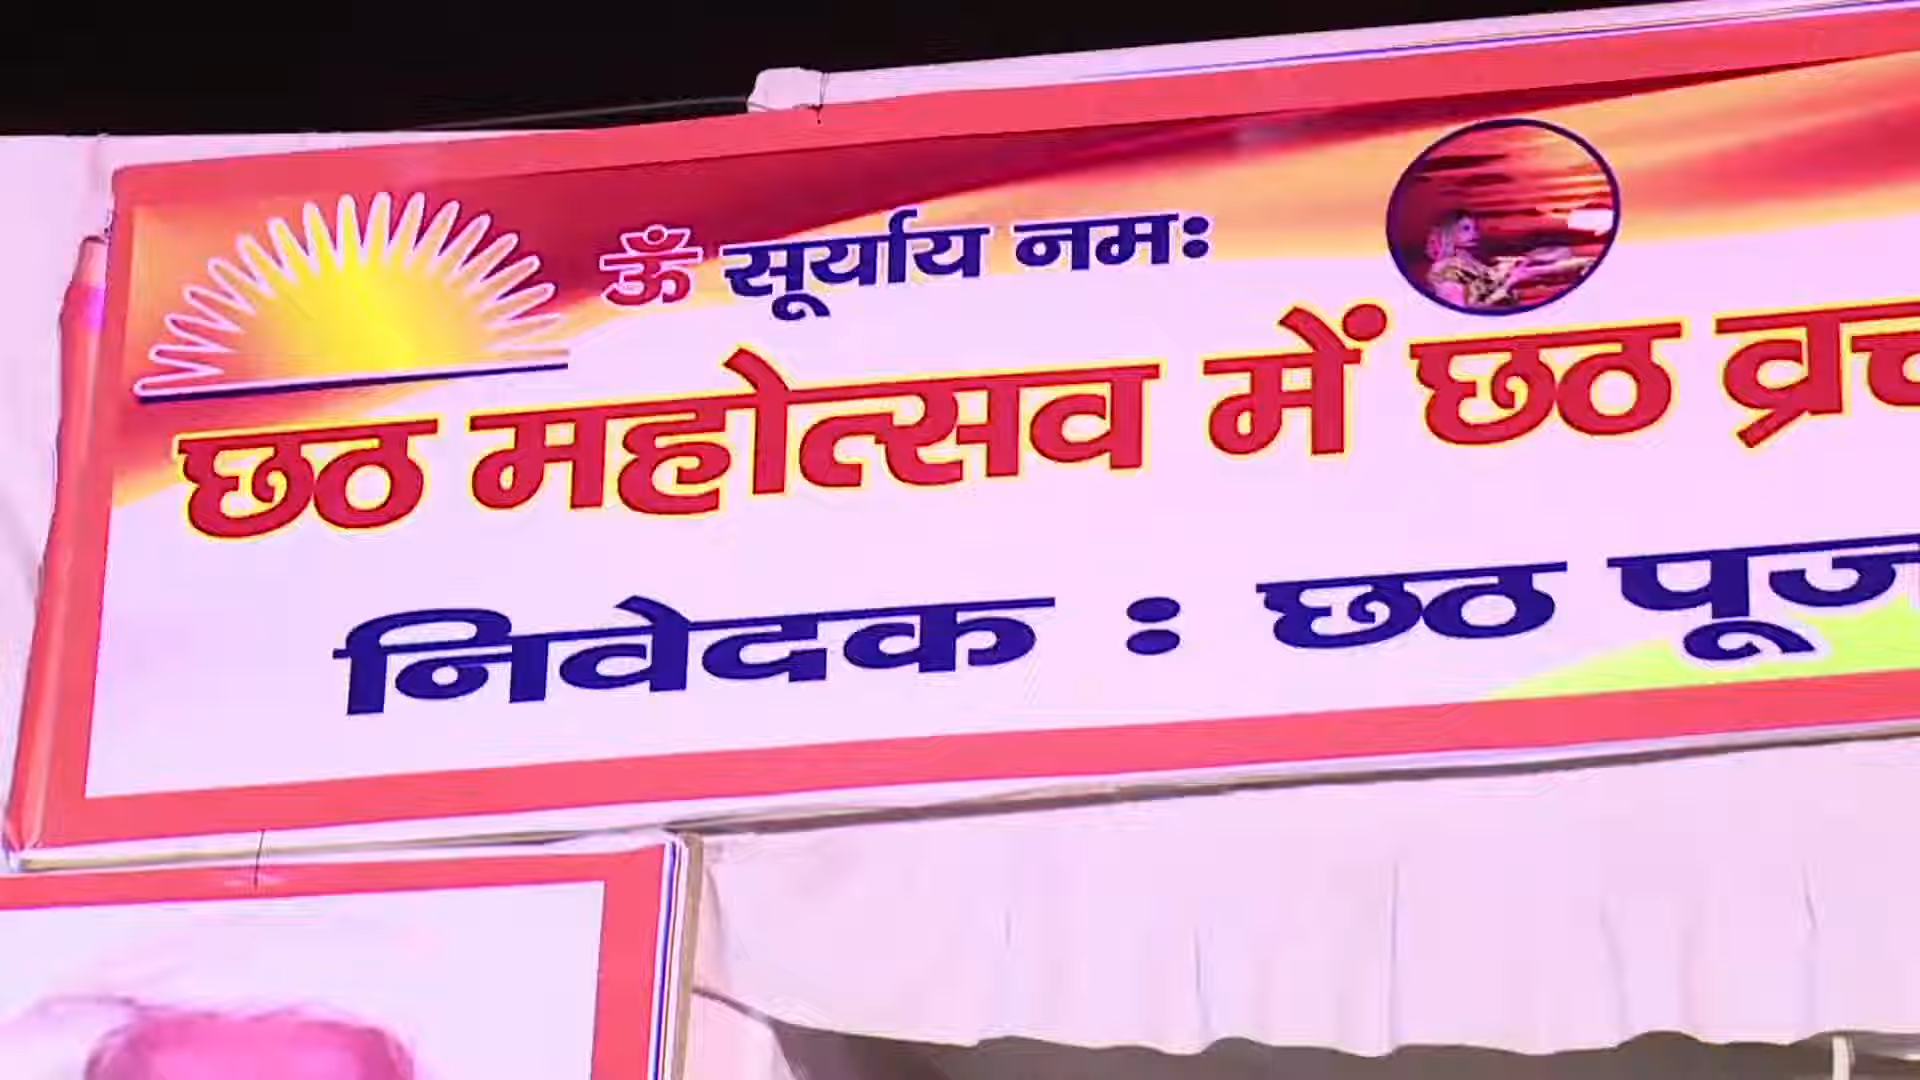 ॐ सूर्याय नमः
छठ महोत्सव में छठ
निवेदक : छठ